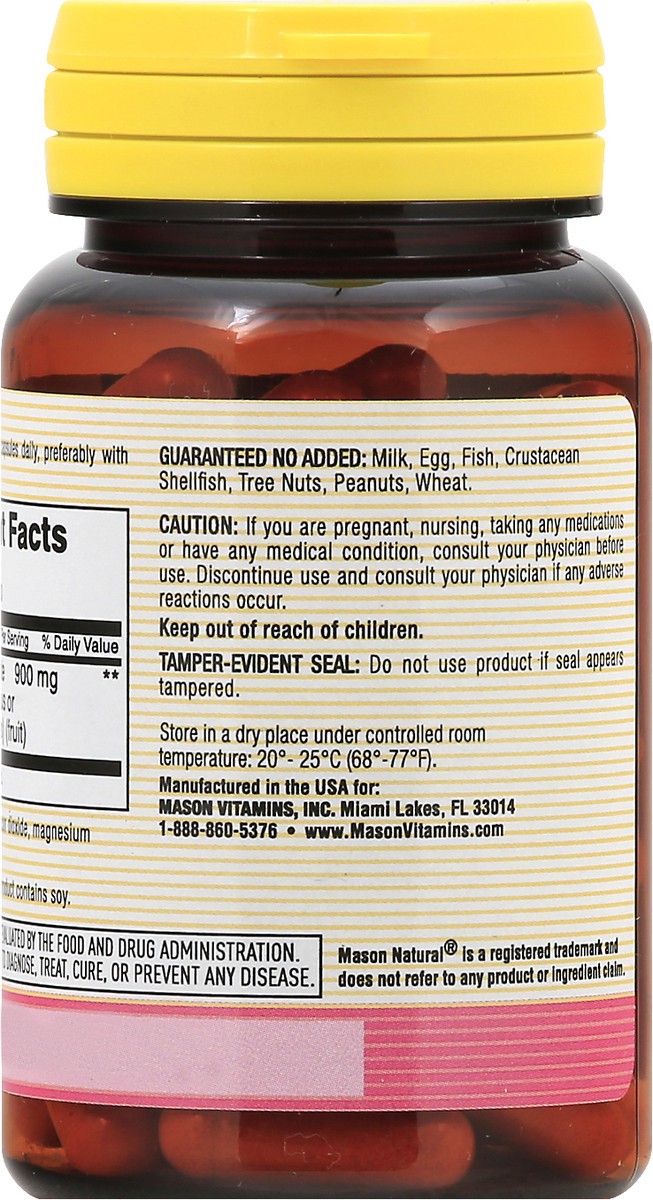 daily, preferably with
Facts
Per Serving % Daily Value
900 mg **
or
(fruit)
dioxide, magnesium
contains soy.
BY THE FOOD AND DRUG ADMINISTRATION.
DIAGNOSE, TREAT, CURE, OR PREVENT ANY DISEASE.
GUARANTEED NO ADDED: Milk, Egg, Fish, Crustacean
Shellfish, Tree Nuts, Peanuts, Wheat.
CAUTION: If you are pregnant, nursing, taking any medications
or have any medical condition, consult your physician before
use. Discontinue use and consult your physician if any adverse
reactions occur.
Keep out of reach of children.
TAMPER-EVIDENT SEAL: Do not use product if seal appears
tampered.
Store in a dry place under controlled room
temperature: 20°- 25°C (68°-77°F).
Manufactured in the USA for:
MASON VITAMINS, INC. Miami Lakes, FL 33014
1-888-860-5376 • www.MasonVitamins.com
Mason Natural® is a registered trademark and
does not refer to any product or ingredient claim.